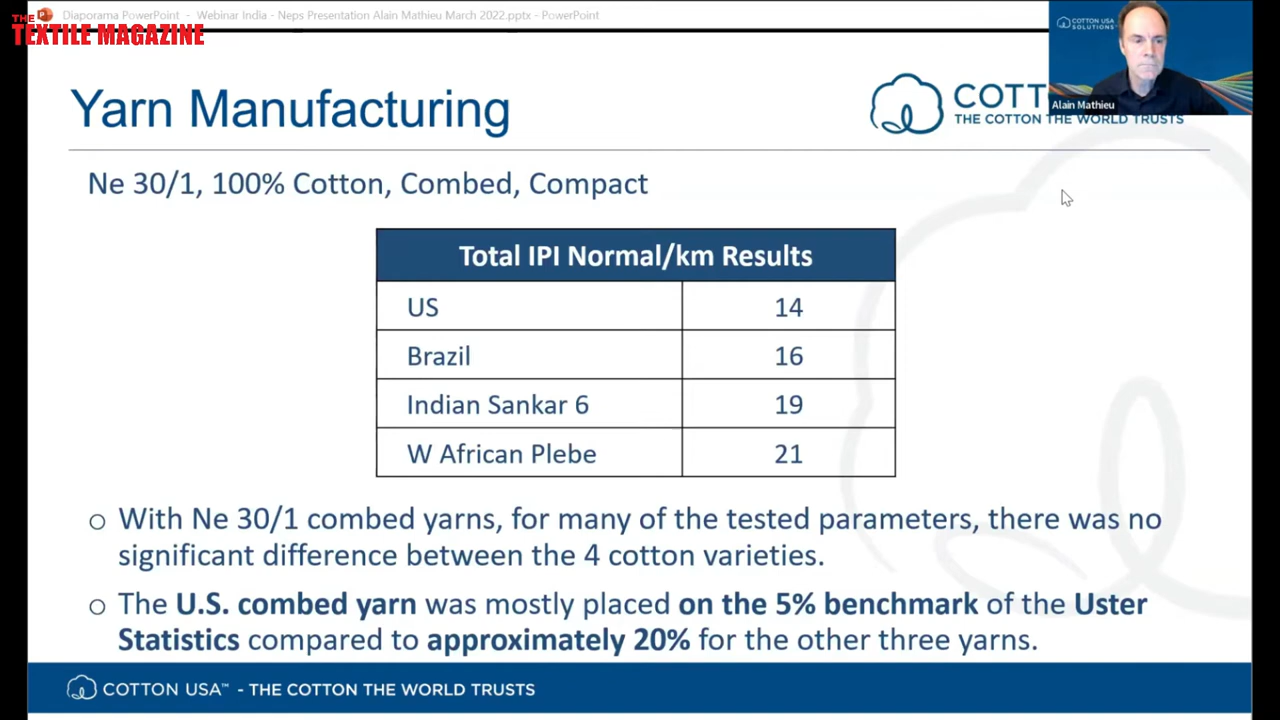 Diaporama PowerPoint - Webinar India - Neps Presentation Alain Mathieu March 2022.pptx - PowerPoint
THE
TEXTILE MAGAZINE
COTTON USA
SOLUTIONS
Alain Mathieu
Yarn Manufacturing
COTT
THE COTTON THE WORLD TRUSTS
Ne 30/1, 100% Cotton, Combed, Compact
Total IPI Normal/km Results
US 14
Brazil 16
Indian Sankar 6 19
W African Plebe 21
○ With Ne 30/1 combed yarns, for many of the tested parameters, there was no
significant difference between the 4 cotton varieties.
○ The U.S. combed yarn was mostly placed on the 5% benchmark of the Uster
Statistics compared to approximately 20% for the other three yarns.
COTTON USA™ - THE COTTON THE WORLD TRUSTS